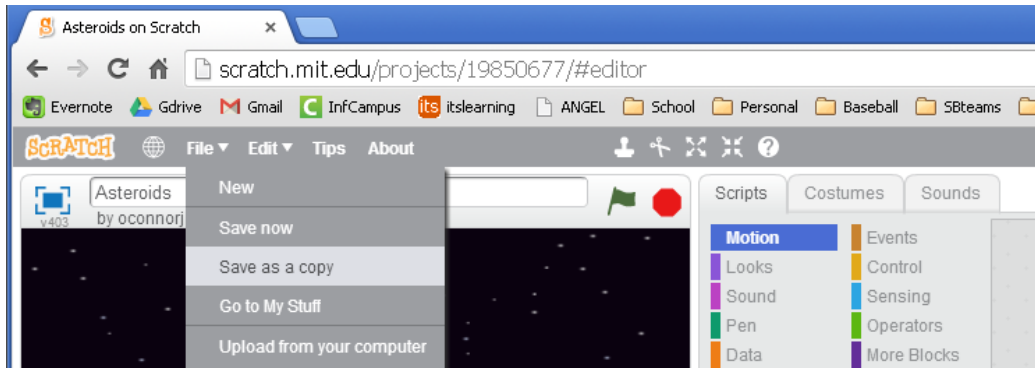 Asteroids on Scratch
scratch.mit.edu/projects/19850677/#editor
Evernote Gdrive Gmail InfCampus its itslearning ANGEL School Personal Baseball SBteams
SCRATCH File Edit Tips About
New
Save now
Save as a copy
Go to My Stuff
Upload from your computer
v403
Asteroids
by oconnorj
Scripts Costumes Sounds
Motion Events
Looks Control
Sound Sensing
Pen Operators
Data More Blocks